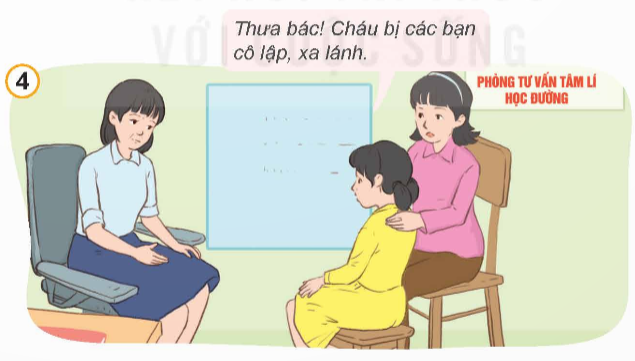 Thưa bác! Cháu bị các bạn
cô lập, xa lánh.
4
PHÒNG TƯ VẤN TÂM LÍ
HỌC ĐƯỜNG